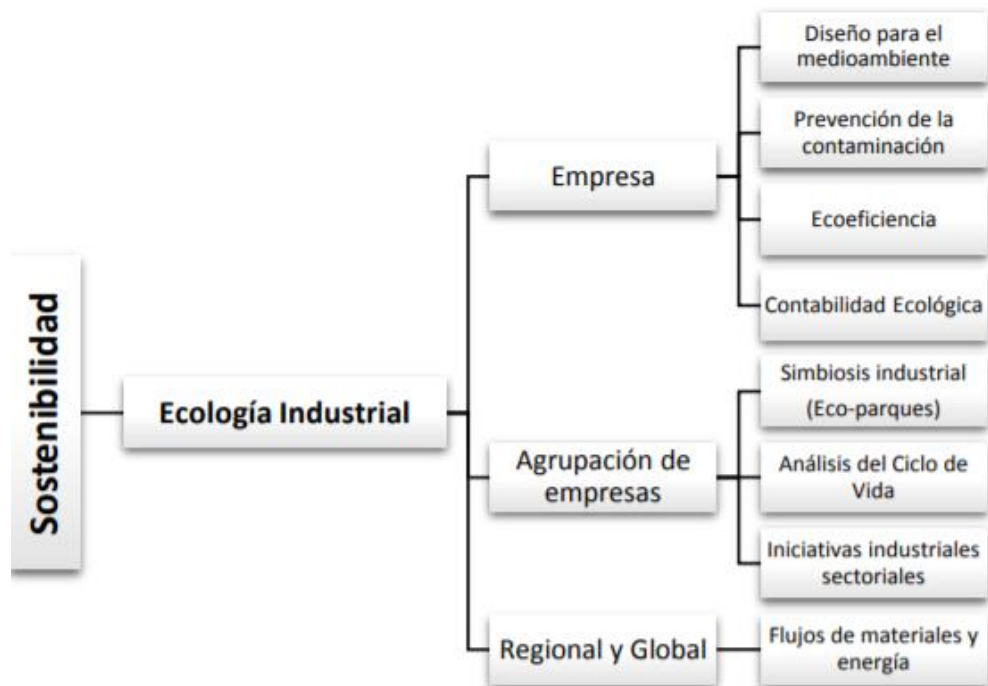 Sostenibilidad
Ecología Industrial
Empresa
Diseño para el
medioambiente
Prevención de la
contaminación
Ecoeficiencia
Contabilidad Ecológica
Agrupación de
empresas
Simbiosis industrial
(Eco-parques)
Análisis del Ciclo de
Vida
Iniciativas industriales
sectoriales
Regional y Global
Flujos de materiales y
energía